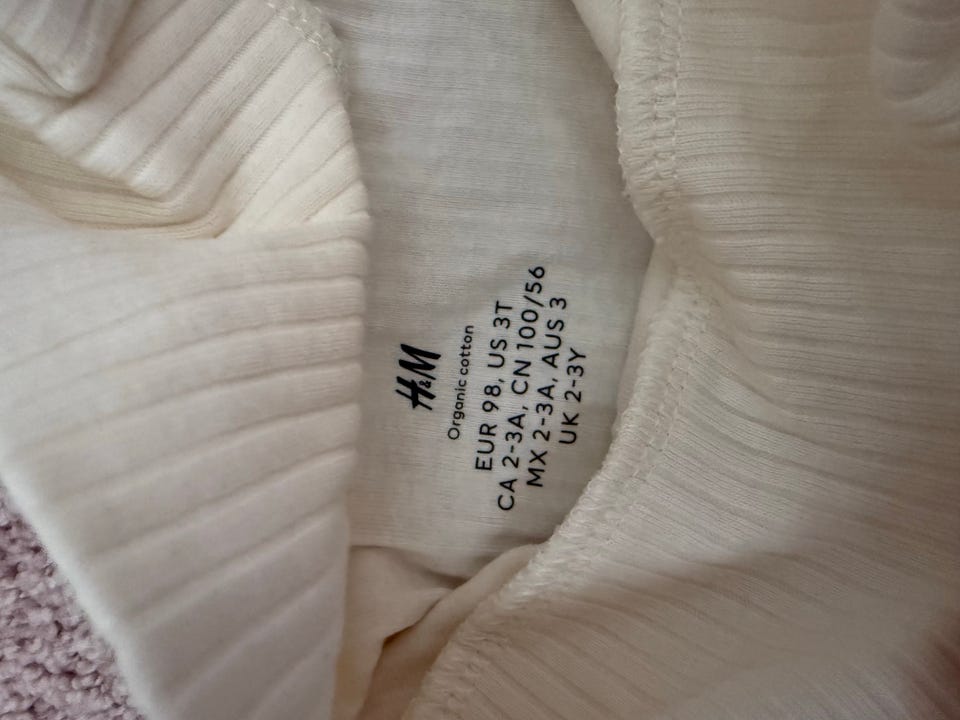 H&M
Organic cotton
EUR 98, US 3T
CA 2-3A, CN 100/56
MX 2-3A, AUS 3
UK 2-3Y